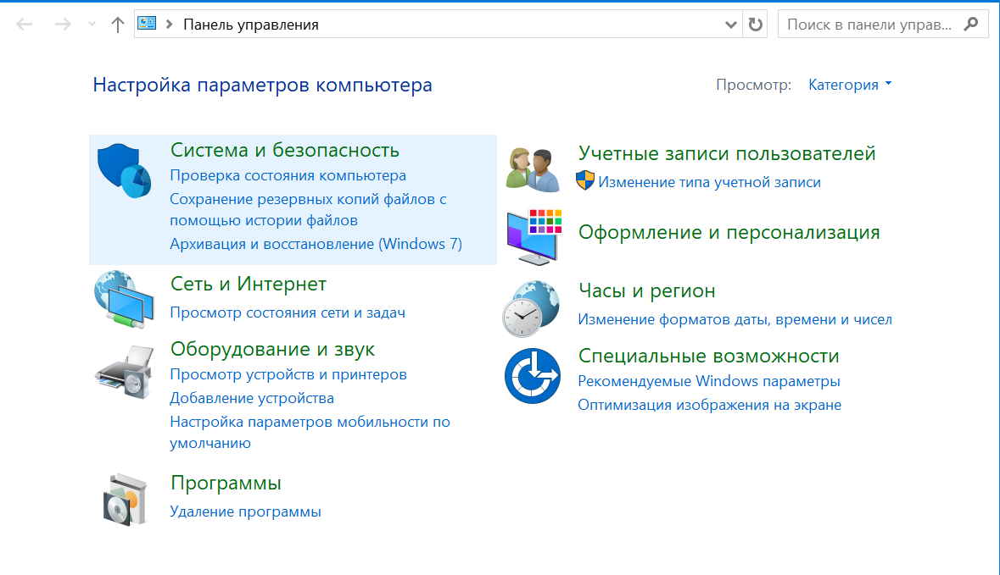 Панель управления
Поиск в панели управ...
Настройка параметров компьютера
Просмотр: Категория
Система и безопасность
Проверка состояния компьютера
Сохранение резервных копий файлов с
помощью истории файлов
Архивация и восстановление (Windows 7)
Сеть и Интернет
Просмотр состояния сети и задач
Оборудование и звук
Просмотр устройств и принтеров
Добавление устройства
Настройка параметров мобильности по
умолчанию
Программы
Удаление программы
Учетные записи пользователей
Изменение типа учетной записи
Оформление и персонализация
Часы и регион
Изменение форматов даты, времени и чисел
Специальные возможности
Рекомендуемые Windows параметры
Оптимизация изображения на экране